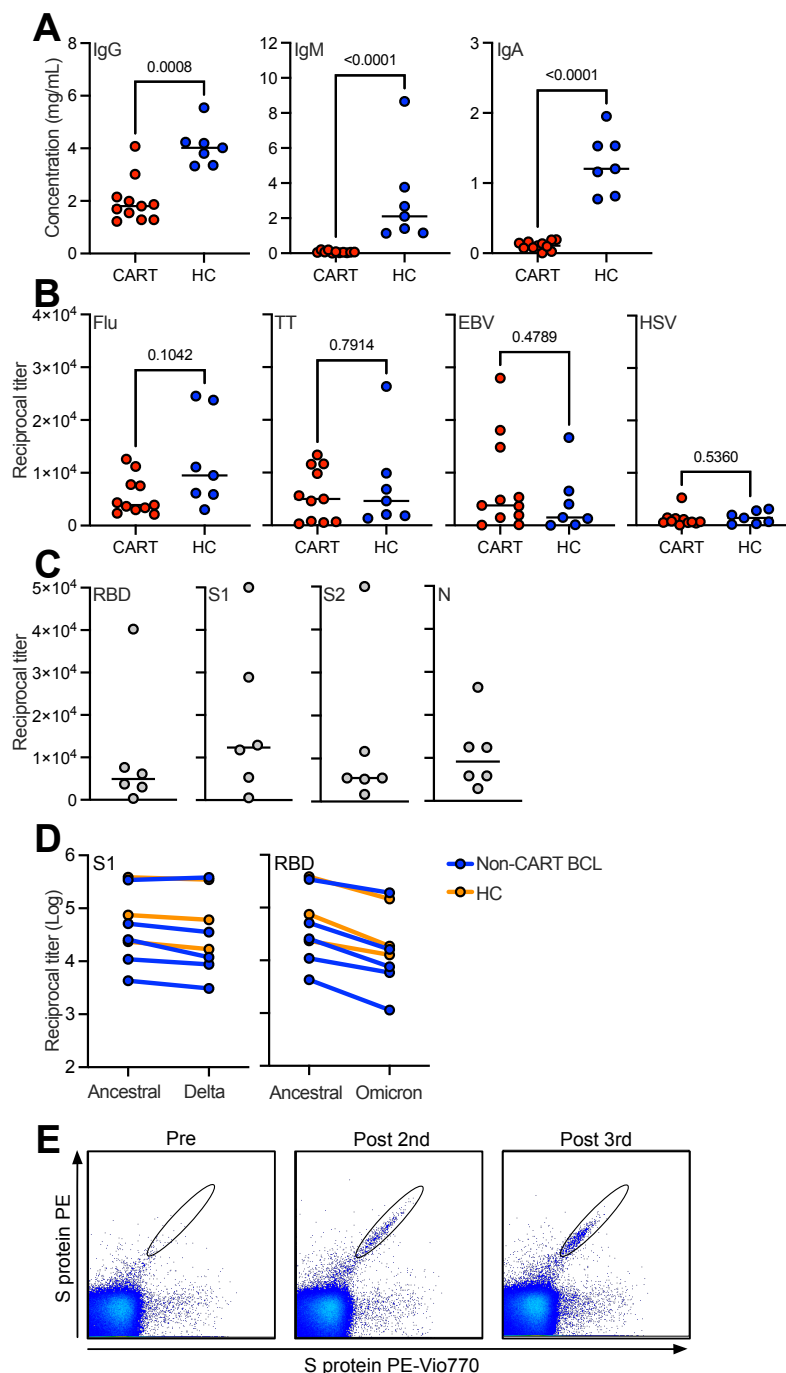 A
IgG
IgM
IgA
0.0008
<0.0001
<0.0001
Concentration (mg/mL)
8
6
4
2
0
12
10
8
6
4
2
0
3
2
1
0
CART HC
CART HC
CART HC
B
Flu
TT
EBV
HSV
0.1042
0.7914
0.4789
0.5360
Reciprocal titer
4×10⁴
3×10⁴
2×10⁴
1×10⁴
0
CART HC
CART HC
CART HC
CART HC
C
RBD
S1
S2
N
Reciprocal titer
5×10⁴
4×10⁴
3×10⁴
2×10⁴
1×10⁴
0
D
S1
RBD
Reciprocal titer (Log)
6
5
4
3
2
Ancestral Delta
Ancestral Omicron
Non-CART BCL
HC
E
Pre
Post 2nd
Post 3rd
S protein PE
S protein PE-Vio770